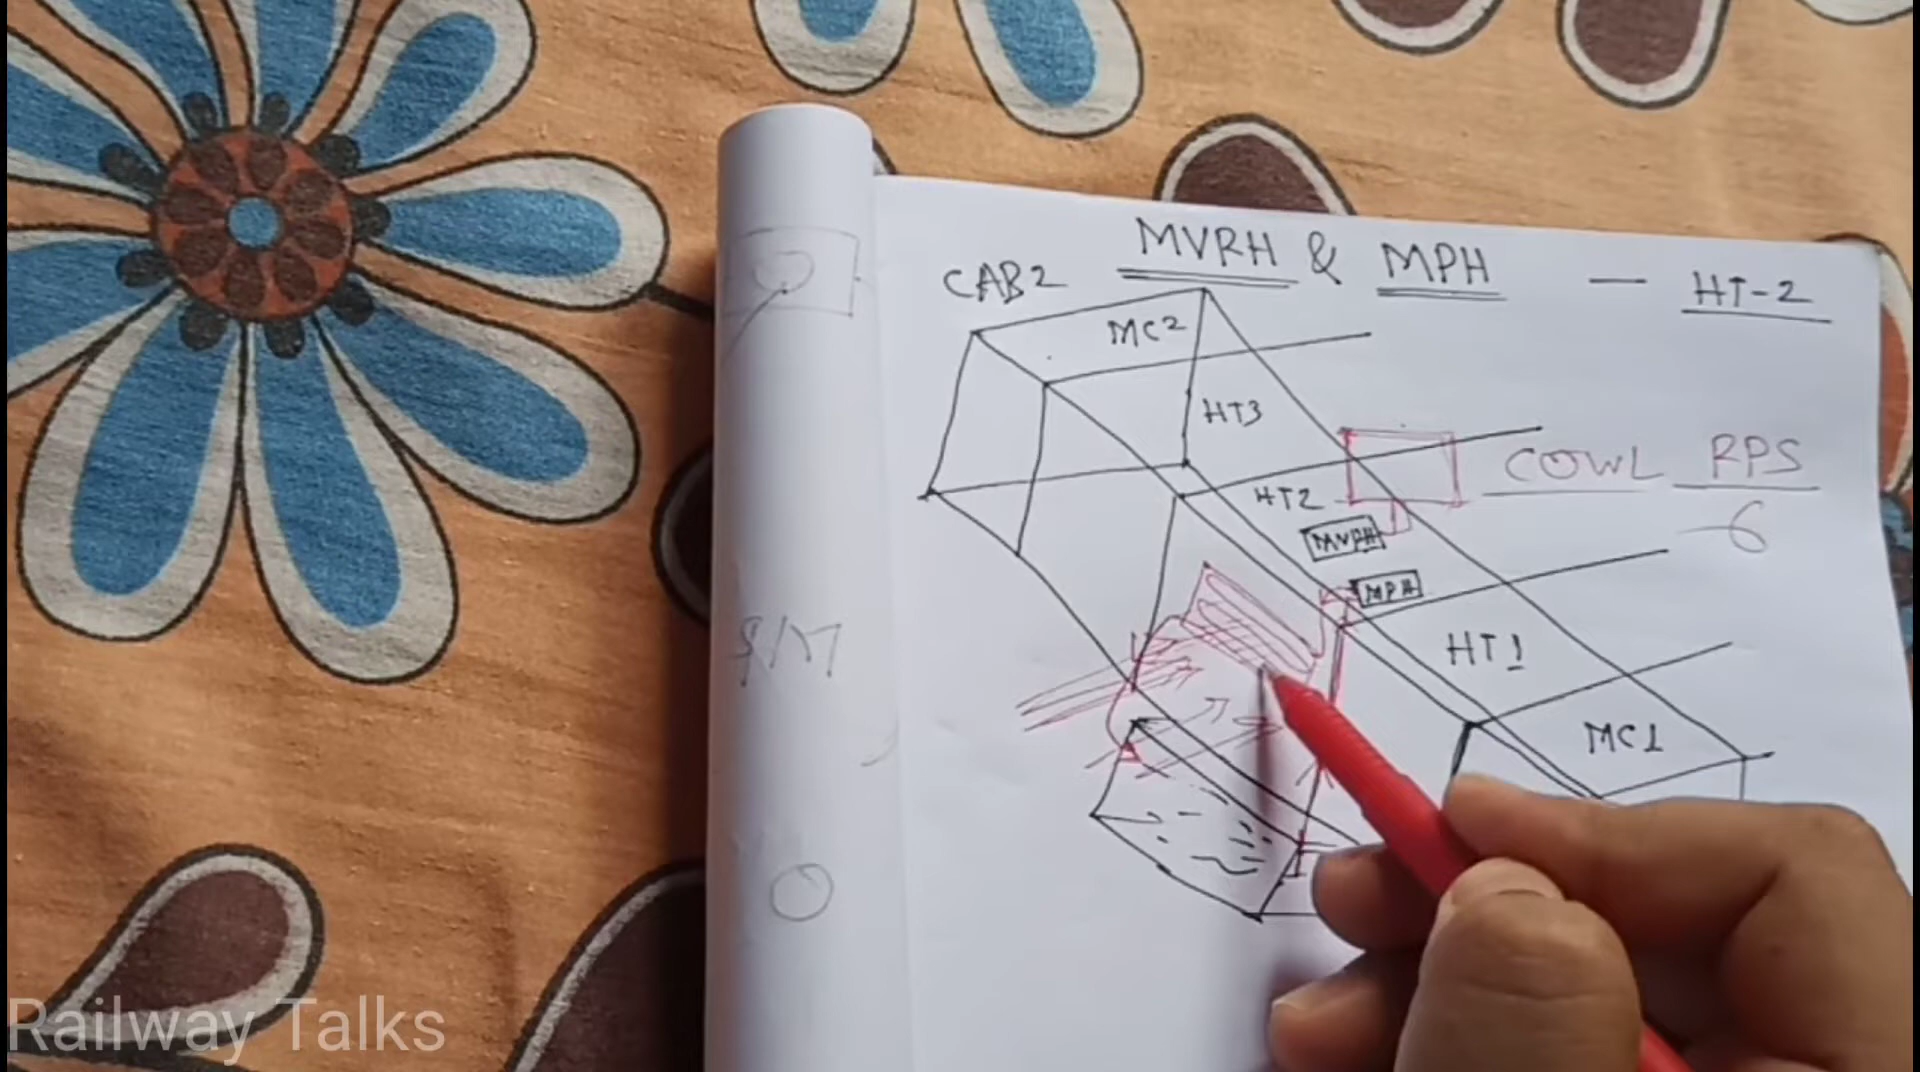 MVRH & MPH - HT-2
CAB2
MC2
HT3
COWL RPS
6
HT2
MVRH
MPH
HT1
MC1
Railway Talks